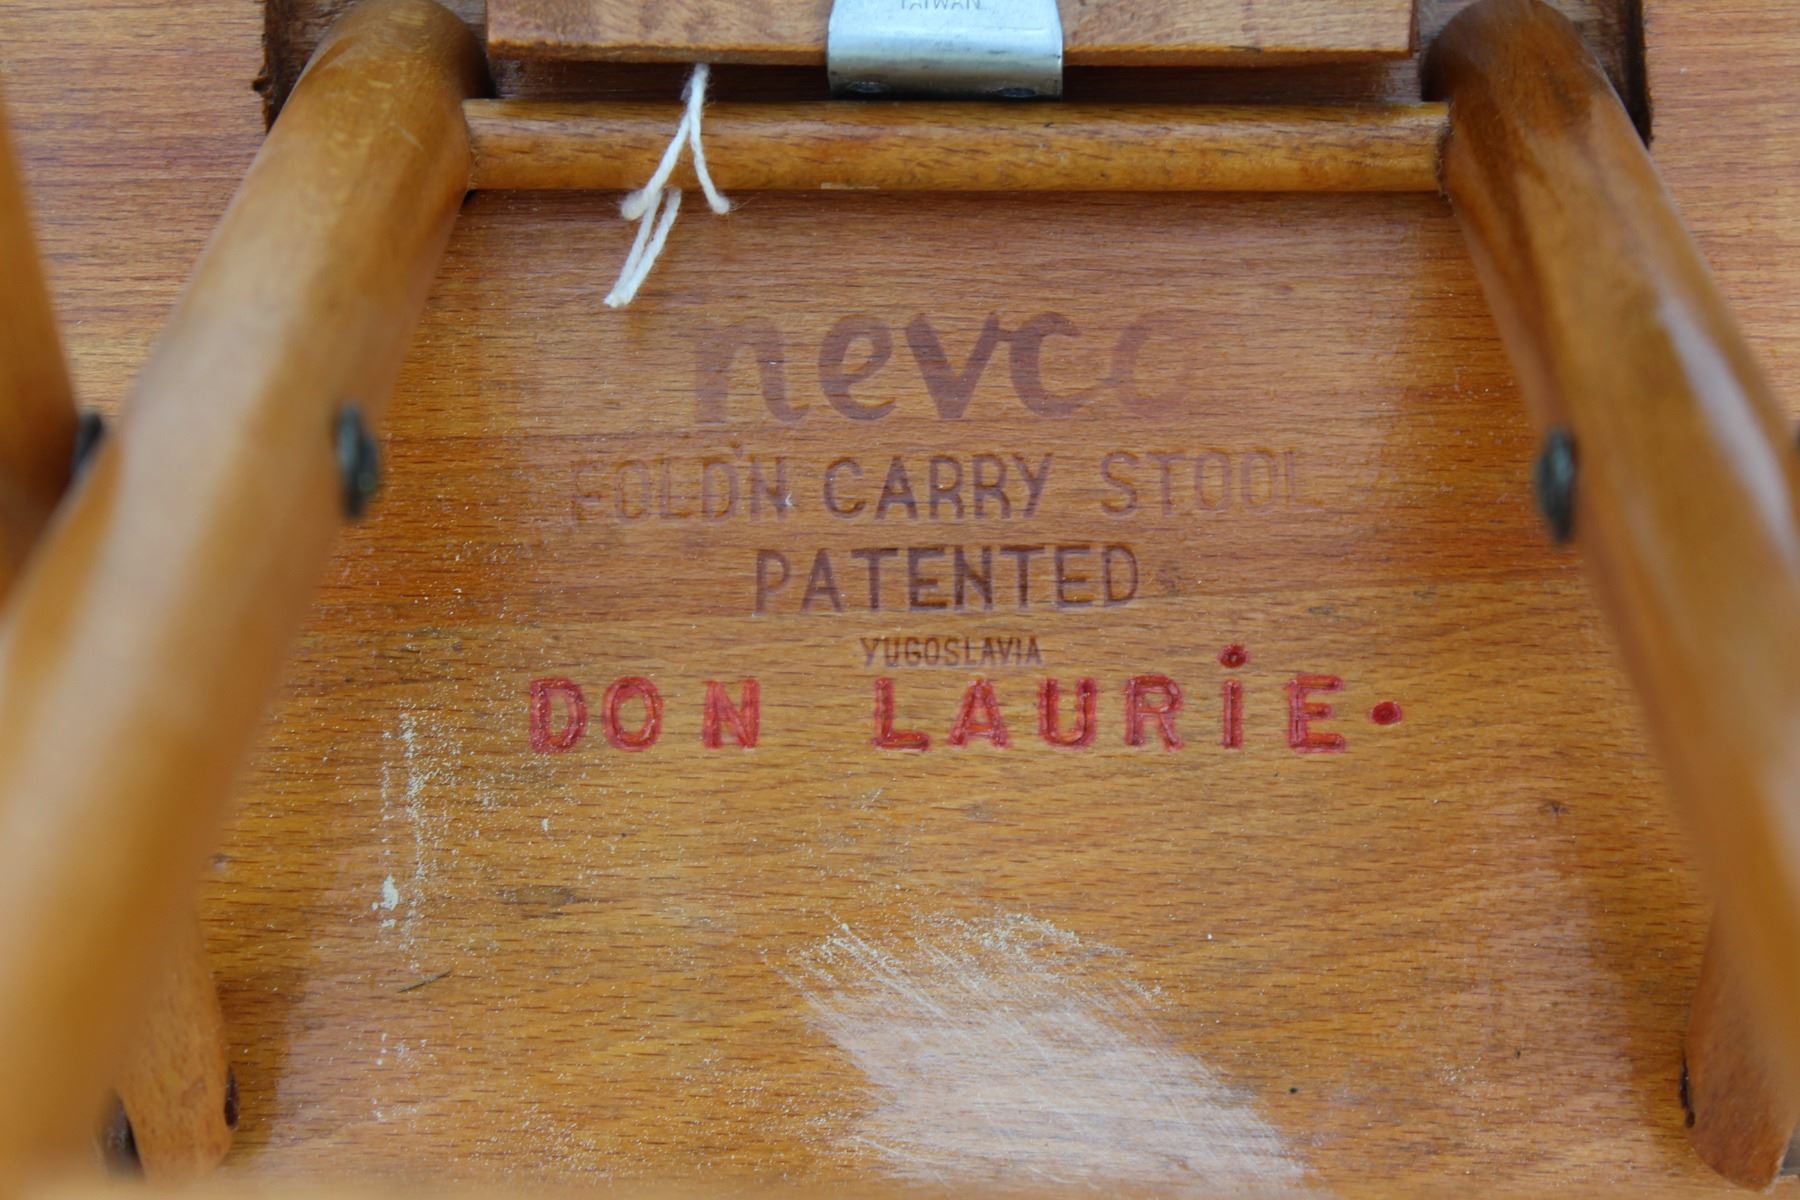 TAIWAN
nevco
FOLD'N CARRY STOOL
PATENTED
YUGOSLAVIA
DON LAURiE.